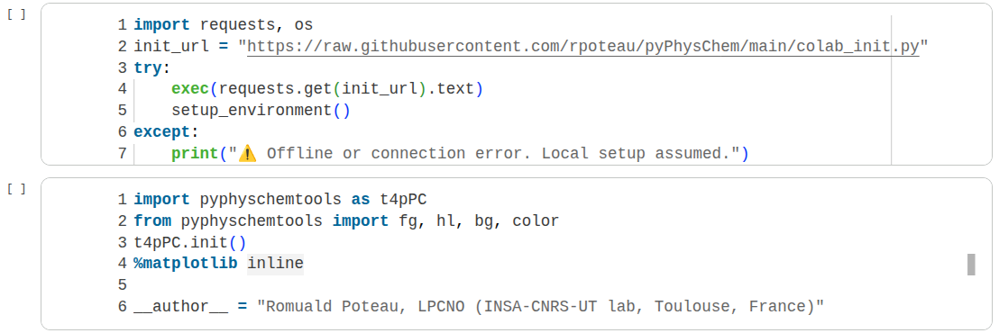 [ ]
1 import requests, os
2 init_url = "https://raw.githubusercontent.com/rpoteau/pyPhysChem/main/colab_init.py"
3 try:
4     exec(requests.get(init_url).text)
5     setup_environment()
6 except:
7     print("⚠️ Offline or connection error. Local setup assumed.")
[ ]
1 import pyphyschemtools as t4pPC
2 from pyphyschemtools import fg, hl, bg, color
3 t4pPC.init()
4 %matplotlib inline
5
6 __author__ = "Romuald Poteau, LPCNO (INSA-CNRS-UT lab, Toulouse, France)"